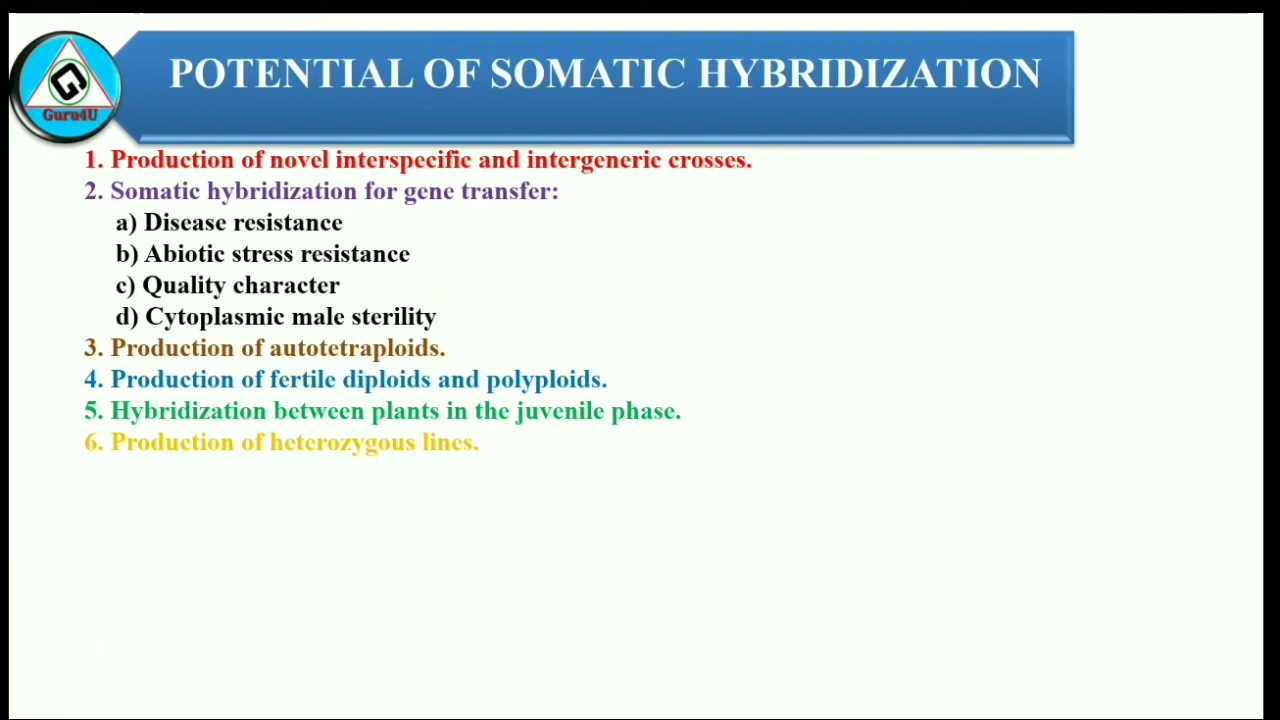 POTENTIAL OF SOMATIC HYBRIDIZATION
Guru4U
1. Production of novel interspecific and intergeneric crosses.
2. Somatic hybridization for gene transfer:
a) Disease resistance
b) Abiotic stress resistance
c) Quality character
d) Cytoplasmic male sterility
3. Production of autotetraploids.
4. Production of fertile diploids and polyploids.
5. Hybridization between plants in the juvenile phase.
6. Production of heterozygous lines.